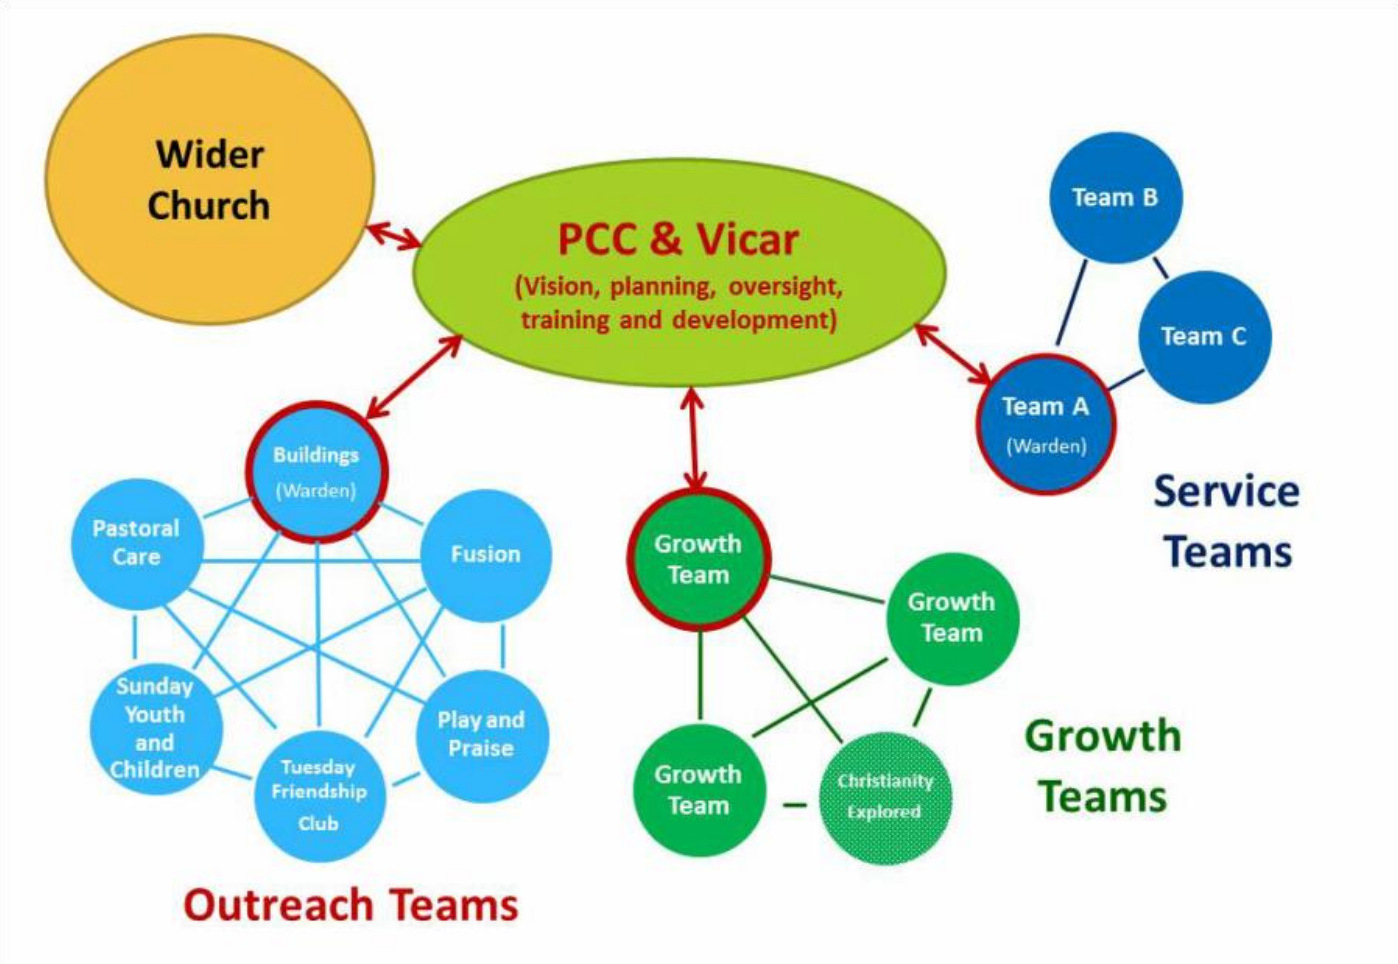 Wider
Church
PCC & Vicar
(Vision, planning, oversight,
training and development)
Team B
Team C
Team A
(Warden)
Service
Teams
Buildings
(Warden)
Pastoral
Care
Fusion
Sunday
Youth
and
Children
Tuesday
Friendship
Club
Play and
Praise
Outreach Teams
Growth
Team
Growth
Team
Growth
Team
Christianity
Explored
Growth
Teams